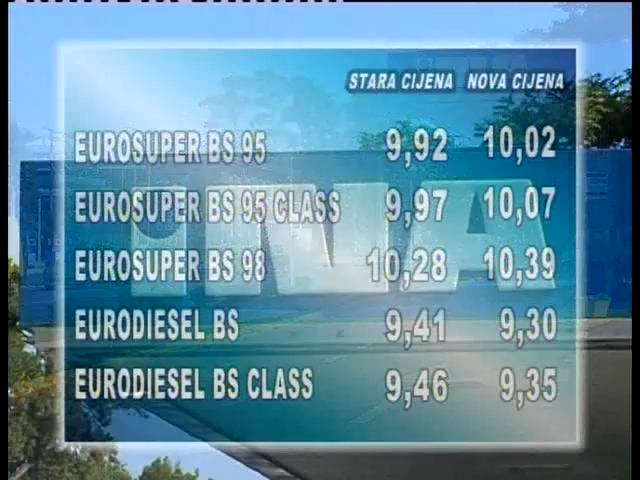 STARA CIJENA NOVA CIJENA
EUROSUPER BS 95 9,92 10,02
EUROSUPER BS 95 CLASS 9,97 10,07
EUROSUPER BS 98 10,28 10,39
EURODIESEL BS 9,41 9,30
EURODIESEL BS CLASS 9,46 9,35
INA